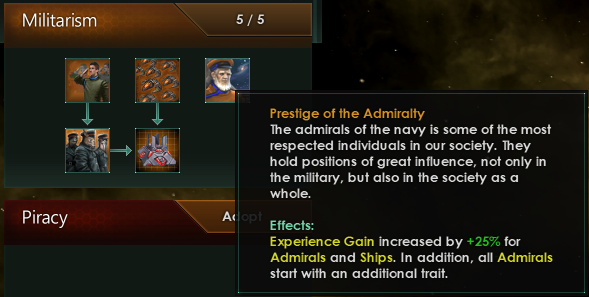 Militarism
5 / 5
Prestige of the Admiralty
The admirals of the navy is some of the most
respected individuals in our society. They
hold positions of great influence, not only in
the military, but also in the society as a
whole.
Effects:
Experience Gain increased by +25% for
Admirals and Ships. In addition, all Admirals
start with an additional trait.
Piracy
Adopt